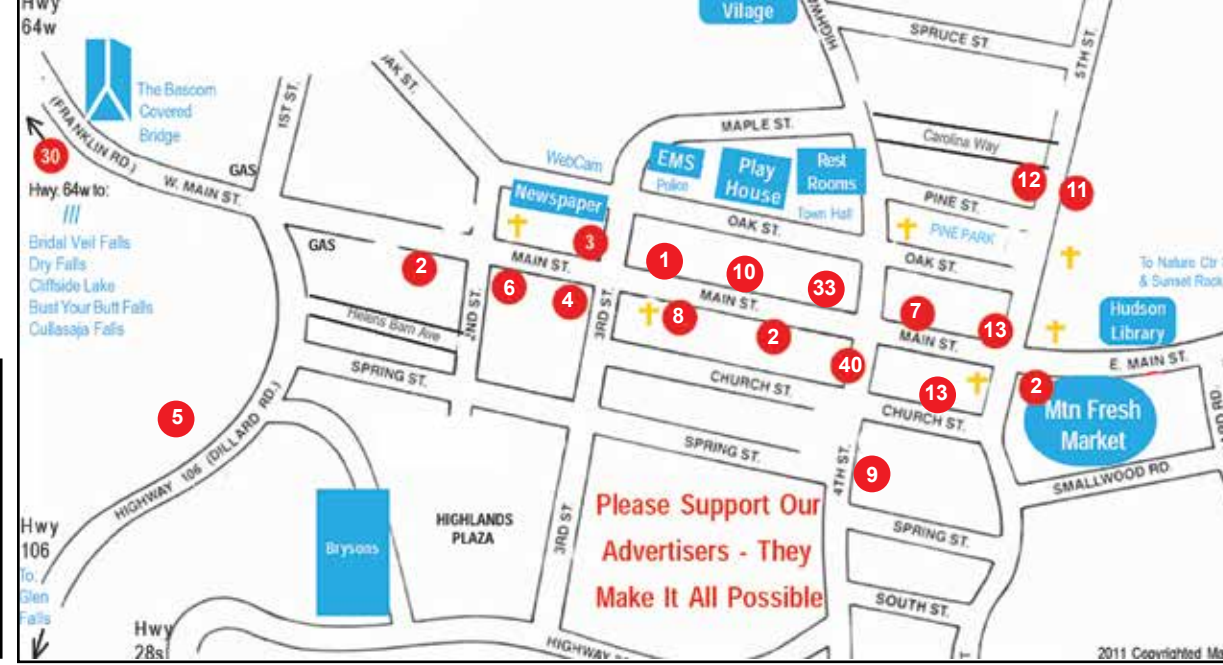 Hwy
64w
Vilage
SPRUCE ST.
5TH ST.
The Bascom
Covered
Bridge
1ST ST.
MAPLE ST.
Carolina Way
(FRANKLIN RD.)
30
GAS
W. MAIN ST.
WebCam
EMS
Police
Play
House
Rest
Rooms
Town Hall
12
11
Newspaper
PINE ST.
PINE PARK
OAK ST.
OAK ST.
Hwy. 64w to:
Bridal Veil Falls
Dry Falls
Cliffside Lake
Bust Your Butt Falls
Cullasaja Falls
GAS
2
3
MAIN ST.
6
4
1
10
33
MAIN ST.
8
2
40
7
13
MAIN ST.
To Nature Ctr
& Sunset Rock
Hudson
Library
E. MAIN ST.
2ND ST.
3RD ST.
Helens Barn Ave
SPRING ST.
CHURCH ST.
13
CHURCH ST.
2
Mtn Fresh
Market
SMALLWOOD RD.
5
HIGHWAY 106 (DILLARD RD.)
SPRING ST.
4TH ST.
9
SPRING ST.
Hwy
106
To:
Glen
Falls
Brysons
HIGHLANDS
PLAZA
3RD ST
Please Support Our
Advertisers - They
Make It All Possible
SOUTH ST.
Hwy
28s
2011 Copyrighted